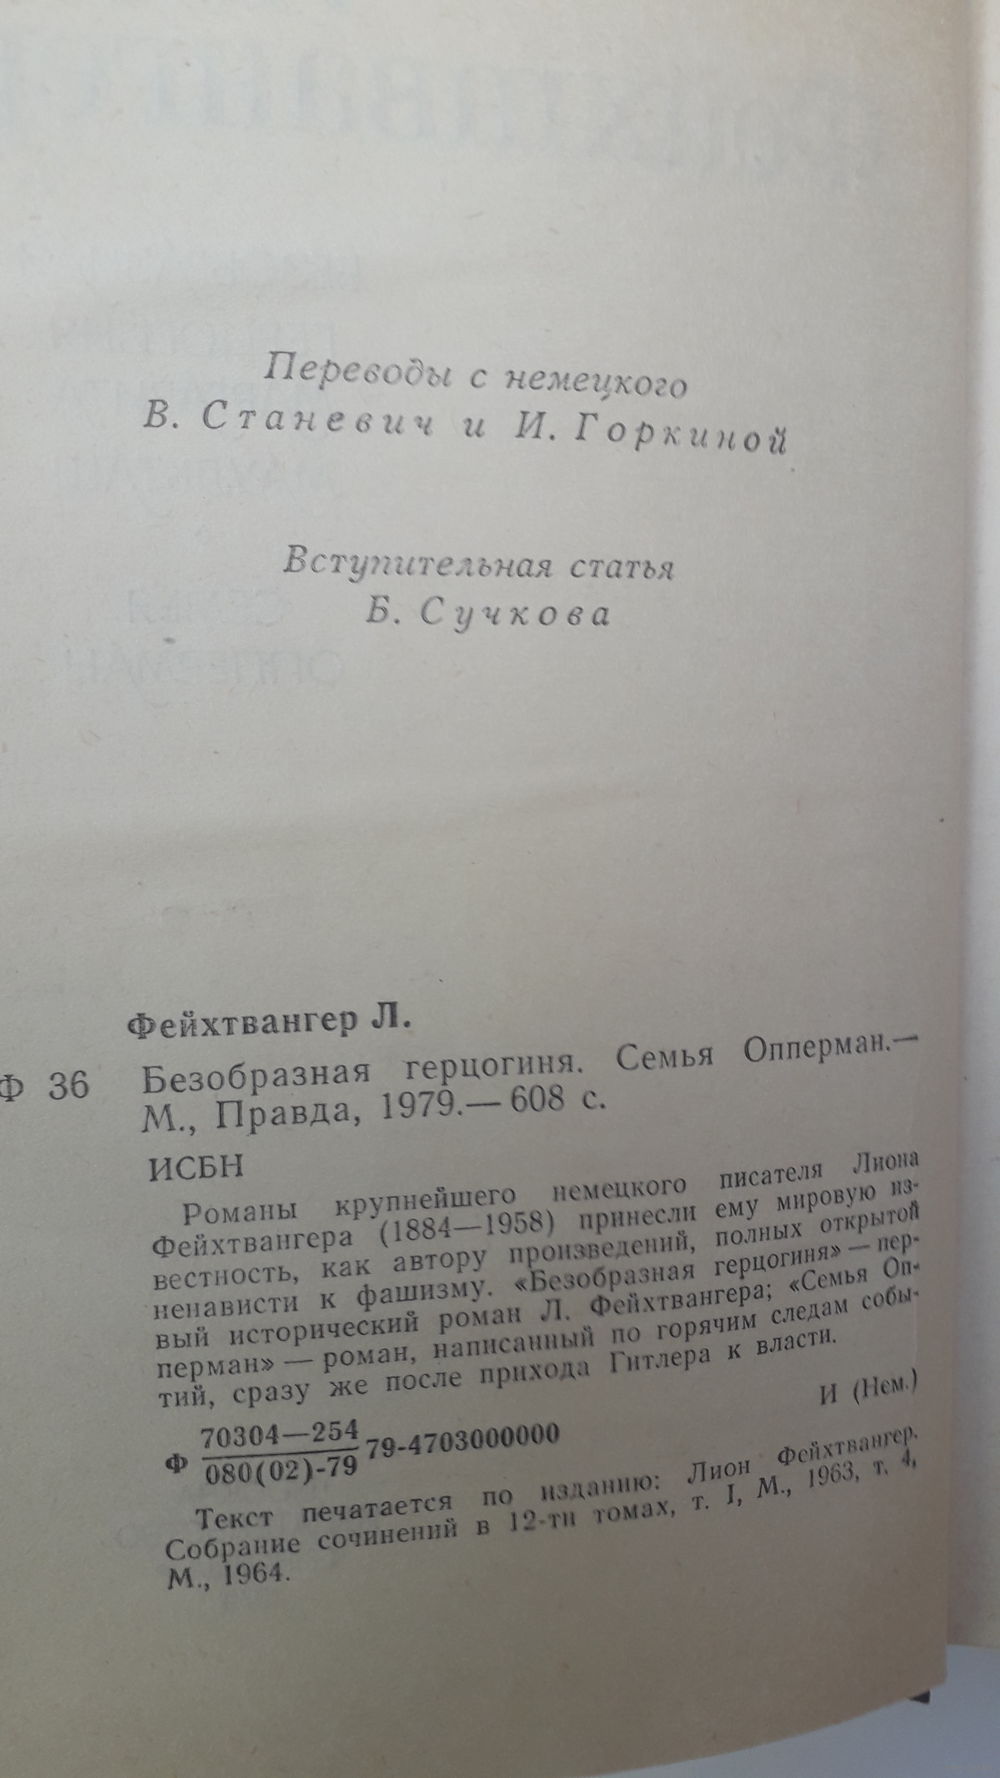 Переводы с немецкого
В. Станевич и И. Горкиной
Вступительная статья
Б. Сучкова
Фейхтвангер Л.
Ф 36 Безобразная герцогиня. Семья Опперман.—
М., Правда, 1979.— 608 с.
ИСБН
Романы крупнейшего немецкого писателя Лиона
Фейхтвангера (1884—1958) принесли ему мировую из-
вестность, как автору произведений, полных открытой
ненависти к фашизму. «Безобразная герцогиня» — пер-
вый исторический роман Л. Фейхтвангера; «Семья Оп-
перман» — роман, написанный по горячим следам собы-
тий, сразу же после прихода Гитлера к власти.
И (Нем.)
Ф 70304—254 79-4703000000
080(02)-79
Текст печатается по изданию: Лион Фейхтвангер.
Собрание сочинений в 12-ти томах, т. I, М., 1963, т. 4,
М., 1964.